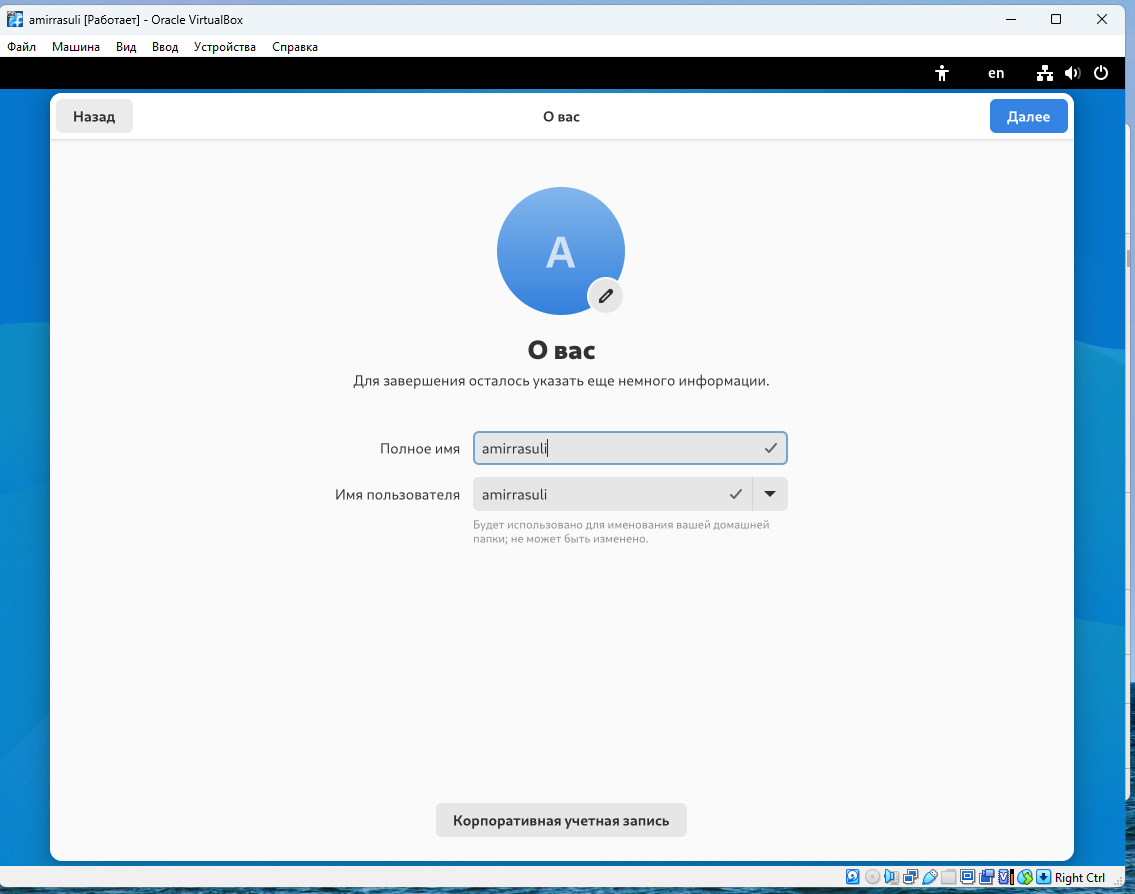 amirrasuli [Работает] - Oracle VirtualBox
Файл Машина Вид Ввод Устройства Справка
en
Назад О вас Далее
A
О вас
Для завершения осталось указать еще немного информации.
Полное имя amirrasuli
Имя пользователя amirrasuli
Будет использовано для именования вашей домашней
папки; не может быть изменено.
Корпоративная учетная запись
Right Ctrl